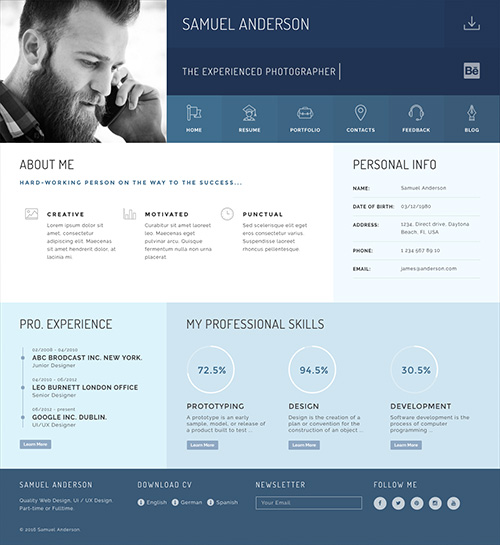 SAMUEL ANDERSON
THE EXPERIENCED PHOTOGRAPHER
Bē
HOME
RESUME
PORTFOLIO
CONTACTS
FEEDBACK
BLOG
ABOUT ME
HARD-WORKING PERSON ON THE WAY TO THE SUCCESS...
CREATIVE
Lorem ipsum dolor sit
amet, consectetur
adipiscing elit. Maecenas
sit amet hendrerit dolor, at
lacinia mi
MOTIVATED
Curabitur sit amet laoreet
leo. Maecenas eget
pulvinar arcu. Quisque
fermentum nulla non urna
placerat
PUNCTUAL
Sed scelerisque eget
eros consectetur varius
Suspendisse laoreet
rhoncus fringilla
pellentesque
PERSONAL INFO
NAME: Samuel Anderson
DATE OF BIRTH: 03/12/1980
ADDRESS: 1234, Direct drive, Daytona
Beach, Fl, USA
PHONE: 1 234 567 89 10
EMAIL: james@anderson.com
PRO. EXPERIENCE
02/2008 - 04/2010
ABC BRODCAST INC. NEW YORK.
Junior Designer
04/2010 - 06/2012
LEO BURNETT LONDON OFFICE
Senior Designer
06/2012 - present
GOOGLE INC. DUBLIN.
UI/UX Designer
Learn More
MY PROFESSIONAL SKILLS
72.5%
PROTOTYPING
A prototype is an early
sample, model, or release of
a product built to test ...
Learn More
94.5%
DESIGN
Design is the creation of a
plan or convention for the
construction of an object ...
Learn More
30.5%
DEVELOPMENT
Software development is the
process of computer
programming ...
Learn More
SAMUEL ANDERSON
Quality Web Design, UI / UX Design.
Part-time or Fulltime.
© 2016 Samuel Anderson
DOWNLOAD CV
English German Spanish
NEWSLETTER
Your Email
FOLLOW ME